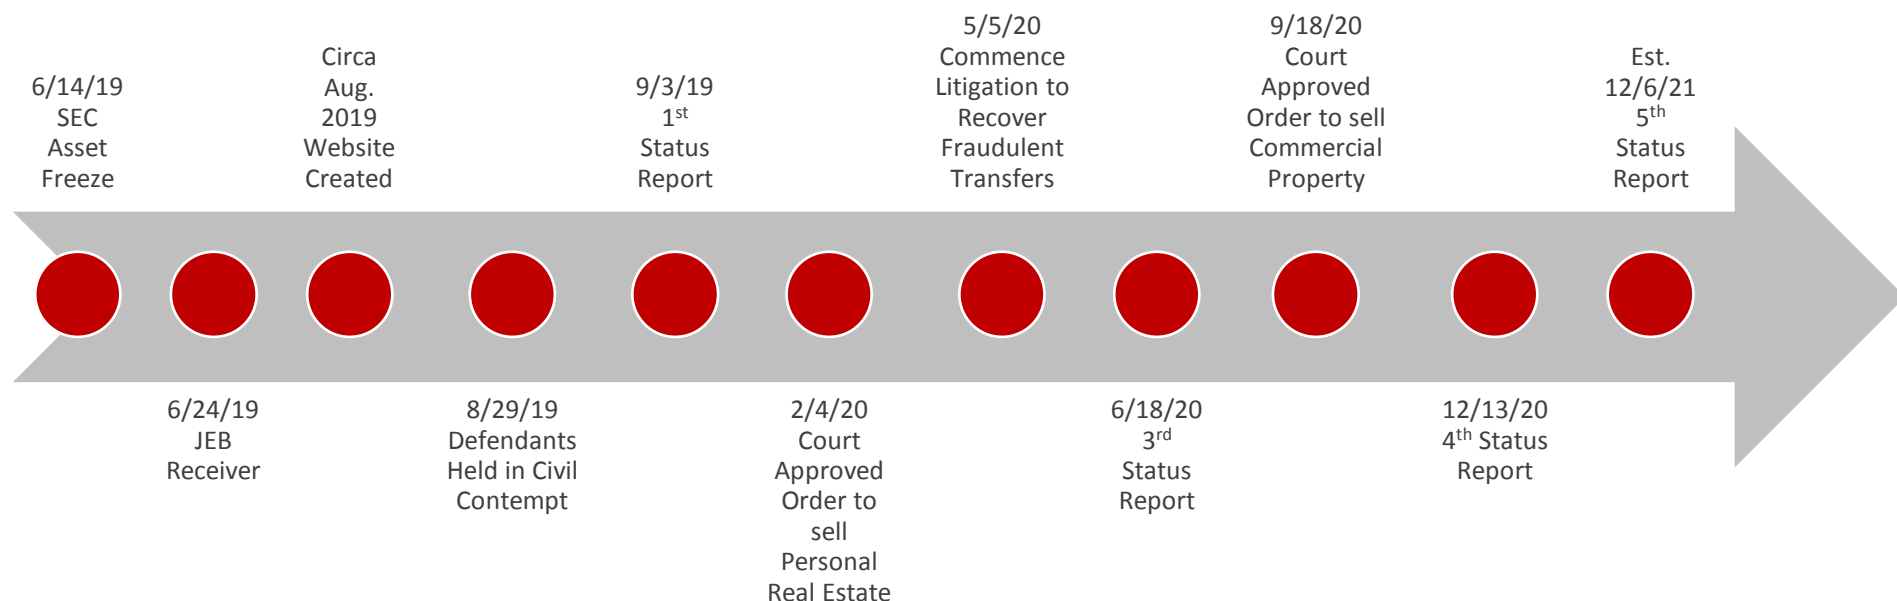 6/14/19
SEC
Asset
Freeze
6/24/19
JEB
Receiver
Circa
Aug.
2019
Website
Created
8/29/19
Defendants
Held in Civil
Contempt
9/3/19
1st
Status
Report
2/4/20
Court
Approved
Order to
sell
Personal
Real Estate
5/5/20
Commence
Litigation to
Recover
Fraudulent
Transfers
6/18/20
3rd
Status
Report
9/18/20
Court
Approved
Order to sell
Commercial
Property
12/13/20
4th Status
Report
Est.
12/6/21
5th
Status
Report